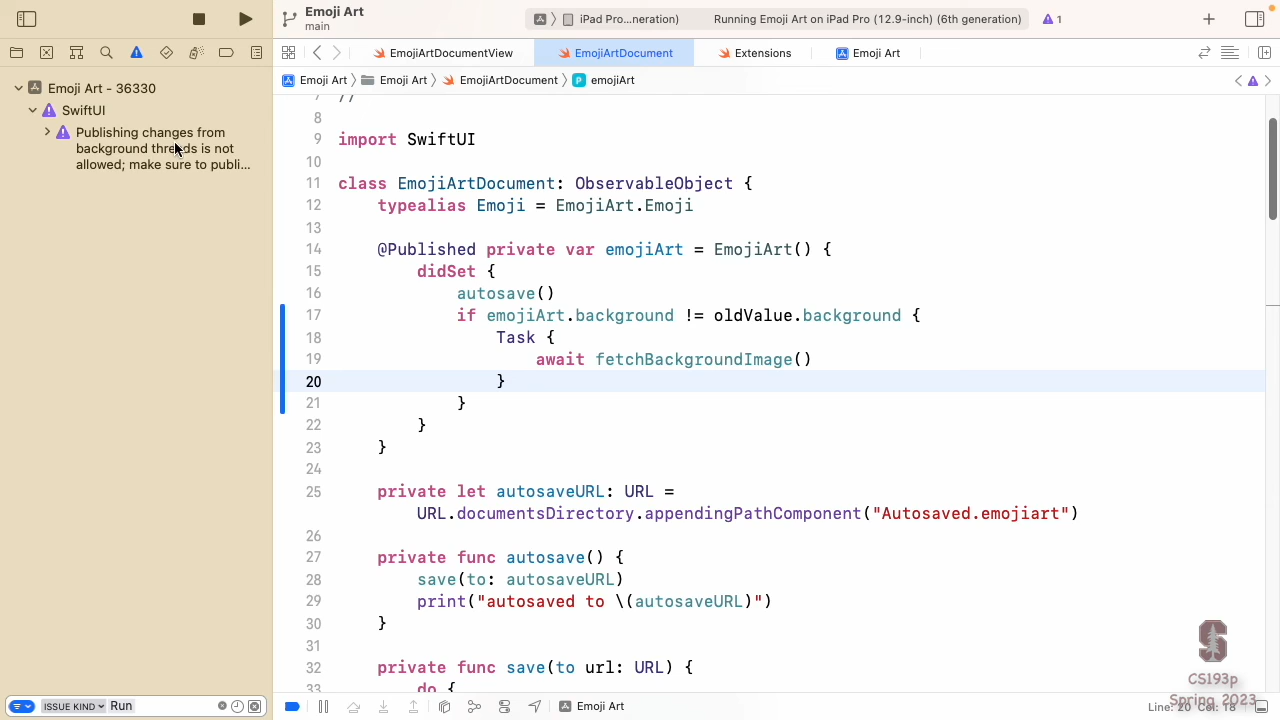 Emoji Art
main
iPad Pro...neration)
Running Emoji Art on iPad Pro (12.9-inch) (6th generation)
1
EmojiArtDocumentView
EmojiArtDocument
Extensions
Emoji Art
Emoji Art
Emoji Art
EmojiArtDocument
emojiArt
Emoji Art - 36330
SwiftUI
Publishing changes from
background threads is not
allowed; make sure to publi...
7 //
8
9 import SwiftUI
10
11 class EmojiArtDocument: ObservableObject {
12 typealias Emoji = EmojiArt.Emoji
13
14 @Published private var emojiArt = EmojiArt() {
15 didSet {
16 autosave()
17 if emojiArt.background != oldValue.background {
18 Task {
19 await fetchBackgroundImage()
20 }
21 }
22 }
23 }
24
25 private let autosaveURL: URL =
URL.documentsDirectory.appendingPathComponent("Autosaved.emojiart")
26
27 private func autosave() {
28 save(to: autosaveURL)
29 print("autosaved to \(autosaveURL)")
30 }
31
32 private func save(to url: URL) {
33 do {
ISSUE KIND Run
Emoji Art
CS193p
Spring 2023
Line: 20 Col: 18